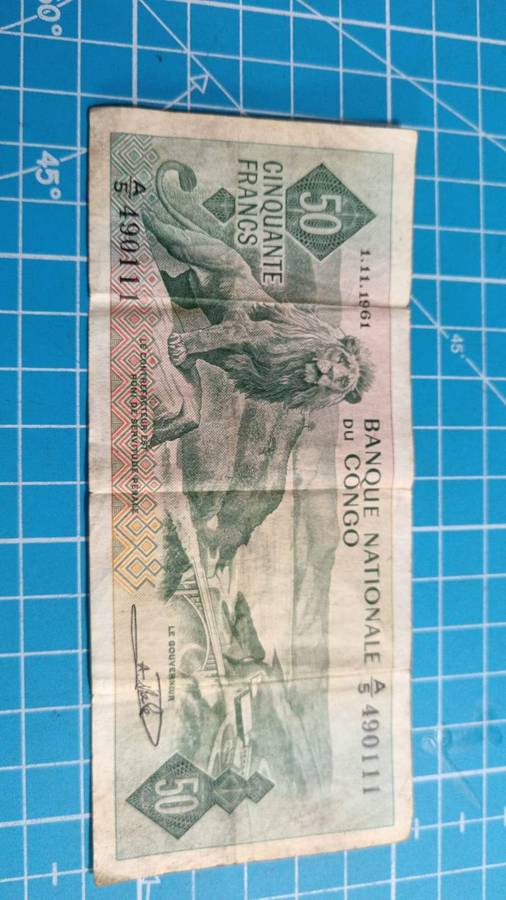 50
CINQUANTE
FRANCS
1.11.1961
BANQUE NATIONALE
DU CONGO
A/5 490111
A/5 490111
LE CONTREFACTEUR EST
PUNI DE SERVITUDE PÉNALE
LE GOUVERNEUR
50
45°
45°